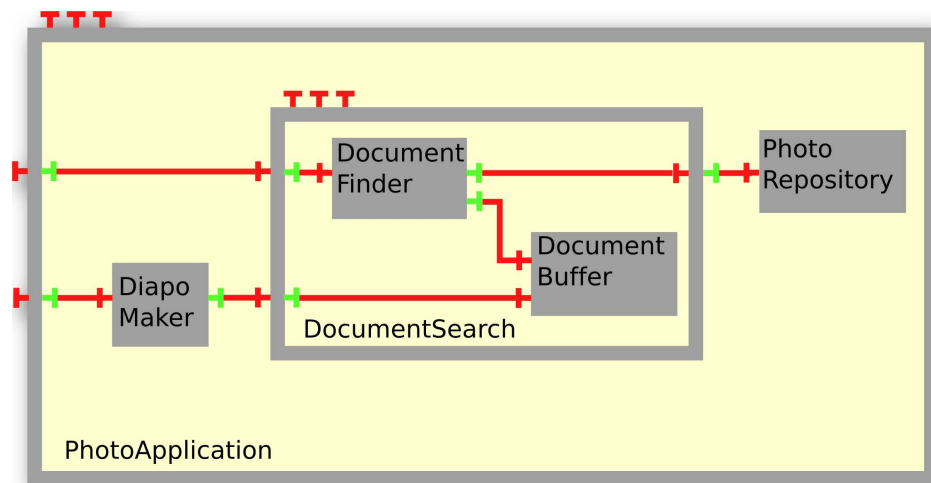 Document
Finder
Photo
Repository
Document
Buffer
Diapo
Maker
DocumentSearch
PhotoApplication